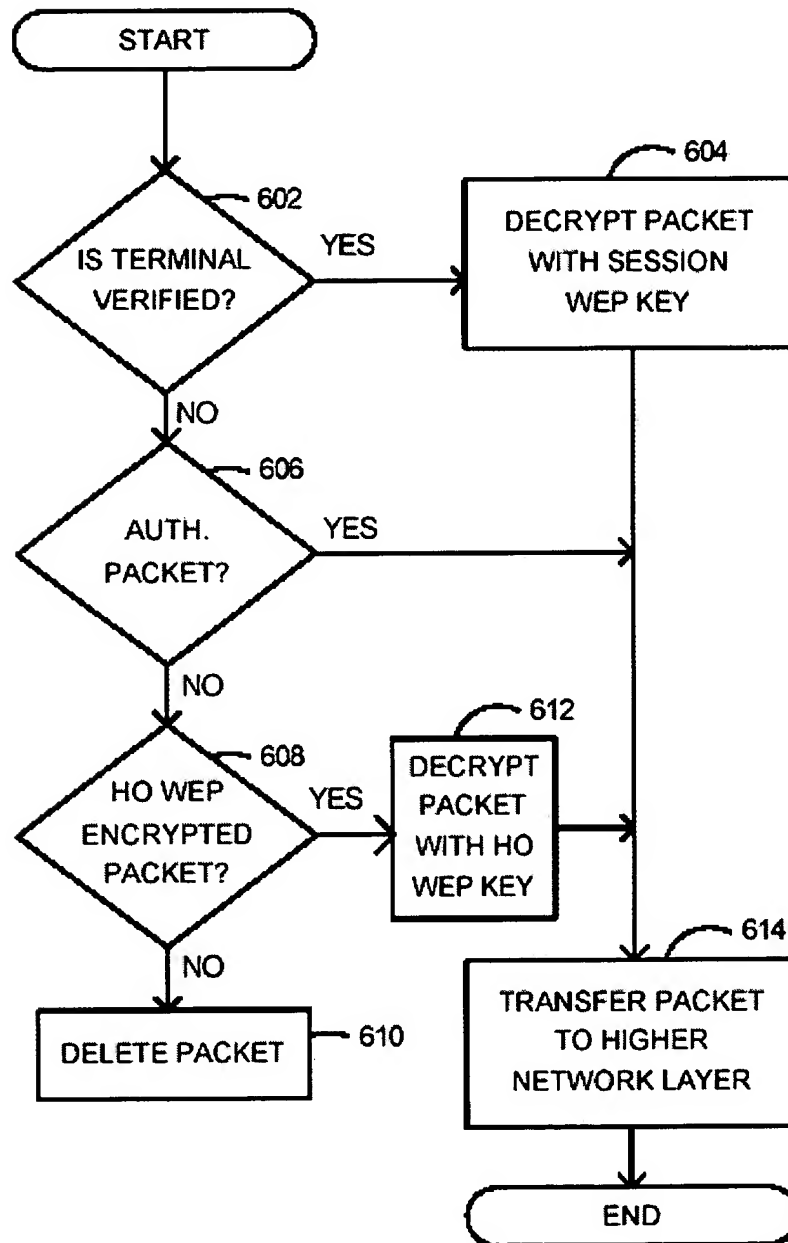 START
602
IS TERMINAL
VERIFIED?
YES
604
DECRYPT PACKET
WITH SESSION
WEP KEY
NO
606
AUTH.
PACKET?
YES
NO
608
HO WEP
ENCRYPTED
PACKET?
YES
612
DECRYPT
PACKET
WITH HO
WEP KEY
NO
DELETE PACKET
610
614
TRANSFER PACKET
TO HIGHER
NETWORK LAYER
END